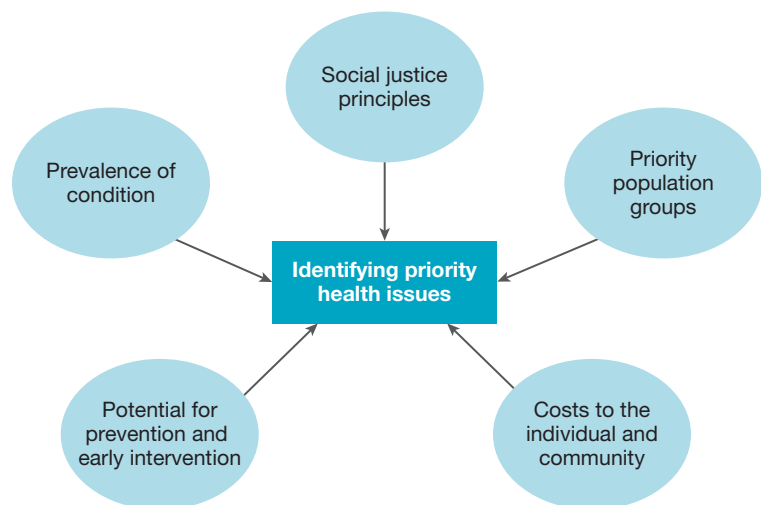 Social justice
principles
Prevalence of
condition
Priority
population
groups
Identifying priority
health issues
Potential for
prevention and
early intervention
Costs to the
individual and
community